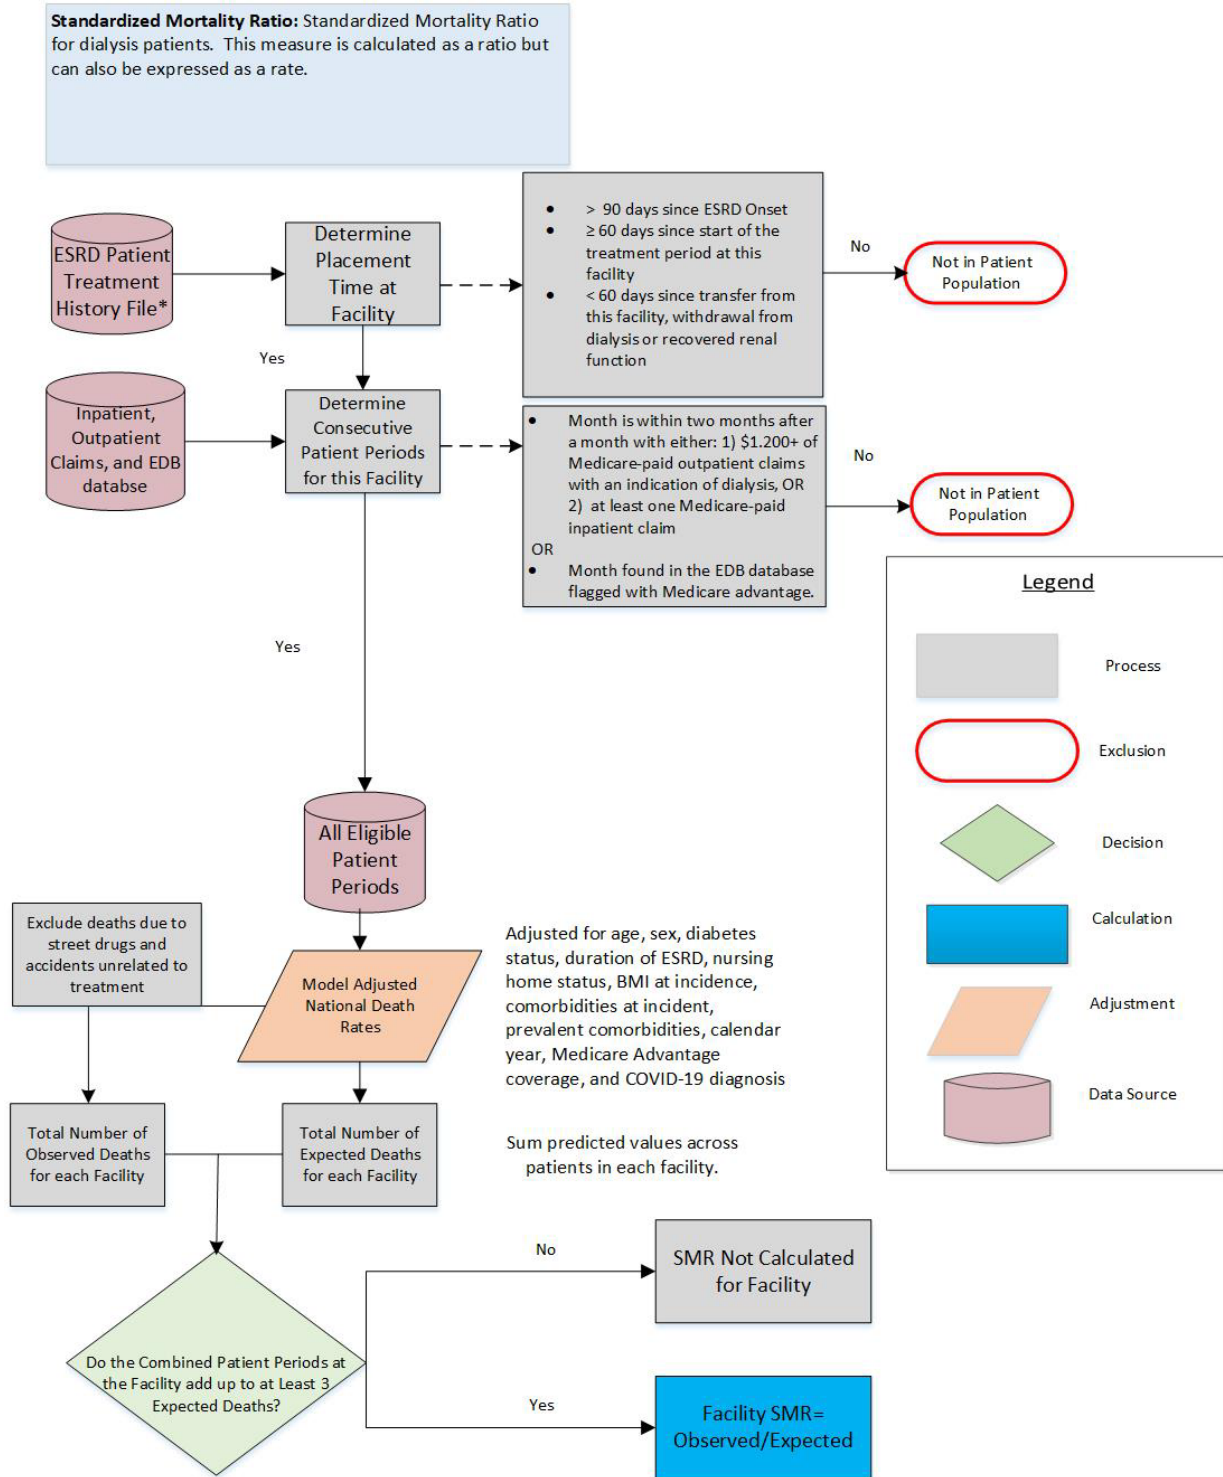 Standardized Mortality Ratio: Standardized Mortality Ratio
for dialysis patients. This measure is calculated as a ratio but
can also be expressed as a rate.
ESRD Patient
Treatment
History File*
Determine
Placement
Time at
Facility
• > 90 days since ESRD Onset
• ≥ 60 days since start of the
treatment period at this
facility
• < 60 days since transfer from
this facility, withdrawal from
dialysis or recovered renal
function
No
Not in Patient
Population
Yes
Inpatient,
Outpatient
Claims, and EDB
databse
Determine
Consecutive
Patient Periods
for this Facility
• Month is within two months after
a month with either: 1) $1.200+ of
Medicare-paid outpatient claims
with an indication of dialysis, OR
2) at least one Medicare-paid
inpatient claim
OR
• Month found in the EDB database
flagged with Medicare advantage.
No
Not in Patient
Population
Yes
Legend
Process
Exclusion
Decision
Calculation
Adjustment
Data Source
All Eligible
Patient
Periods
Exclude deaths due to
street drugs and
accidents unrelated to
treatment
Model Adjusted
National Death
Rates
Adjusted for age, sex, diabetes
status, duration of ESRD, nursing
home status, BMI at incidence,
comorbidities at incident,
prevalent comorbidities, calendar
year, Medicare Advantage
coverage, and COVID-19 diagnosis
Total Number of
Observed Deaths
for each Facility
Total Number of
Expected Deaths
for each Facility
Sum predicted values across
patients in each facility.
Do the Combined Patient Periods at
the Facility add up to at Least 3
Expected Deaths?
No
SMR Not Calculated
for Facility
Yes
Facility SMR=
Observed/Expected